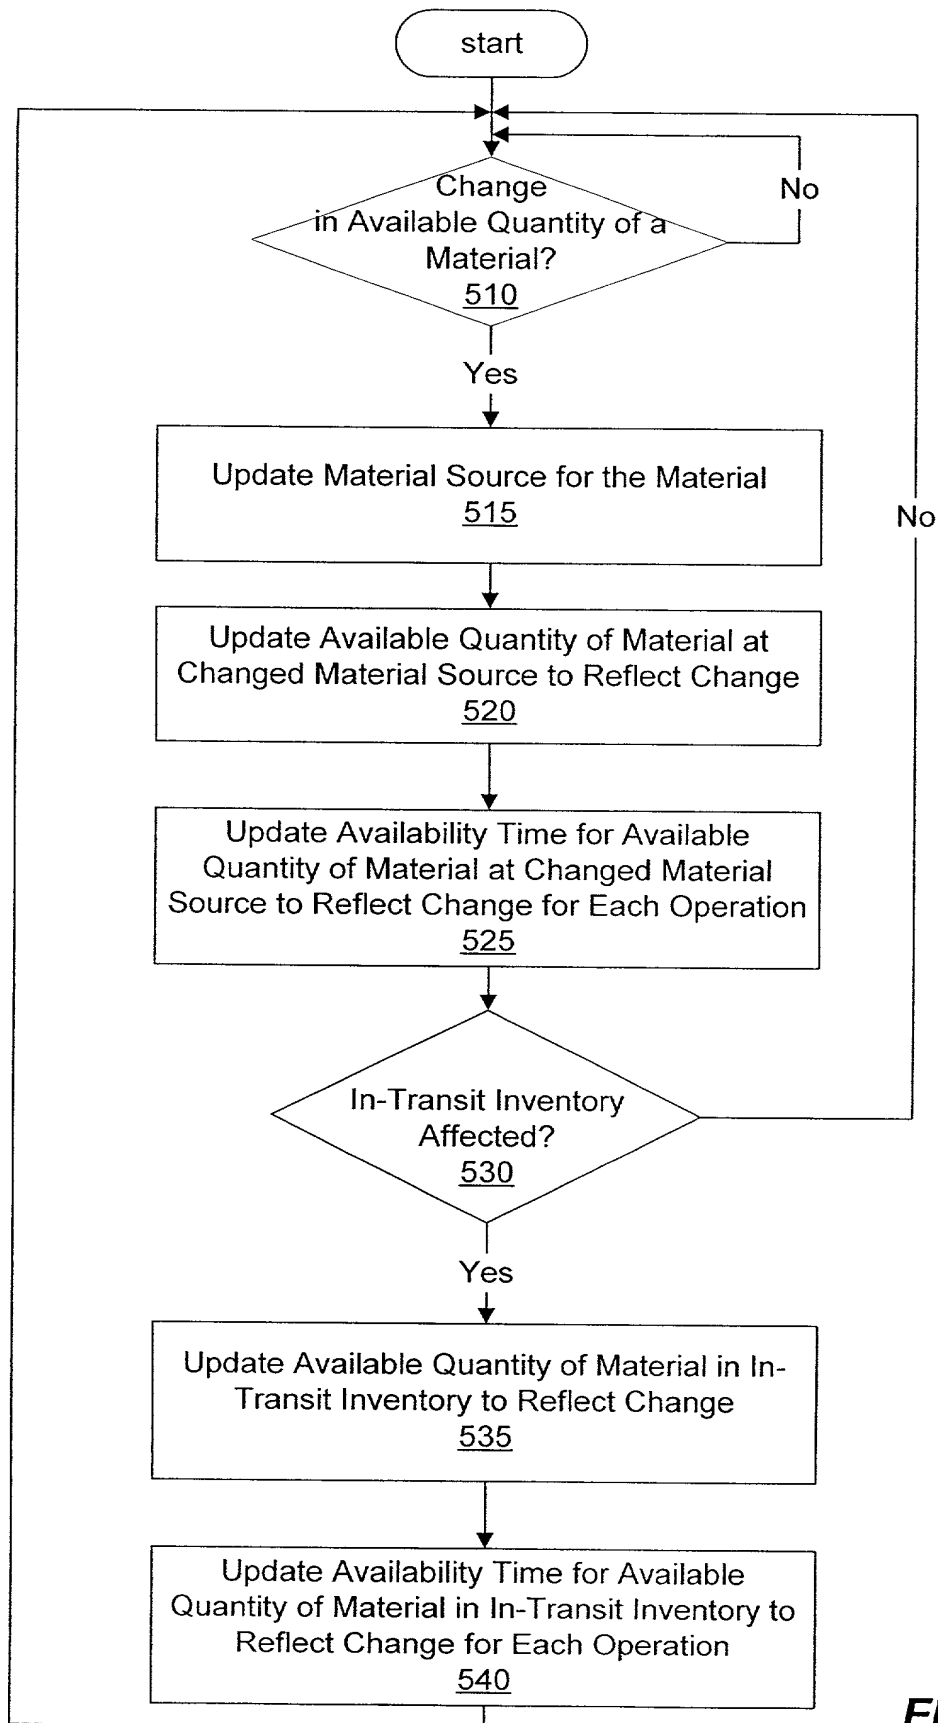 start
Change
in Available Quantity of a
Material?
510
No
Yes
Update Material Source for the Material
515
No
Update Available Quantity of Material at
Changed Material Source to Reflect Change
520
Update Availability Time for Available
Quantity of Material at Changed Material
Source to Reflect Change for Each Operation
525
In-Transit Inventory
Affected?
530
Yes
Update Available Quantity of Material in In-
Transit Inventory to Reflect Change
535
Update Availability Time for Available
Quantity of Material in In-Transit Inventory to
Reflect Change for Each Operation
540